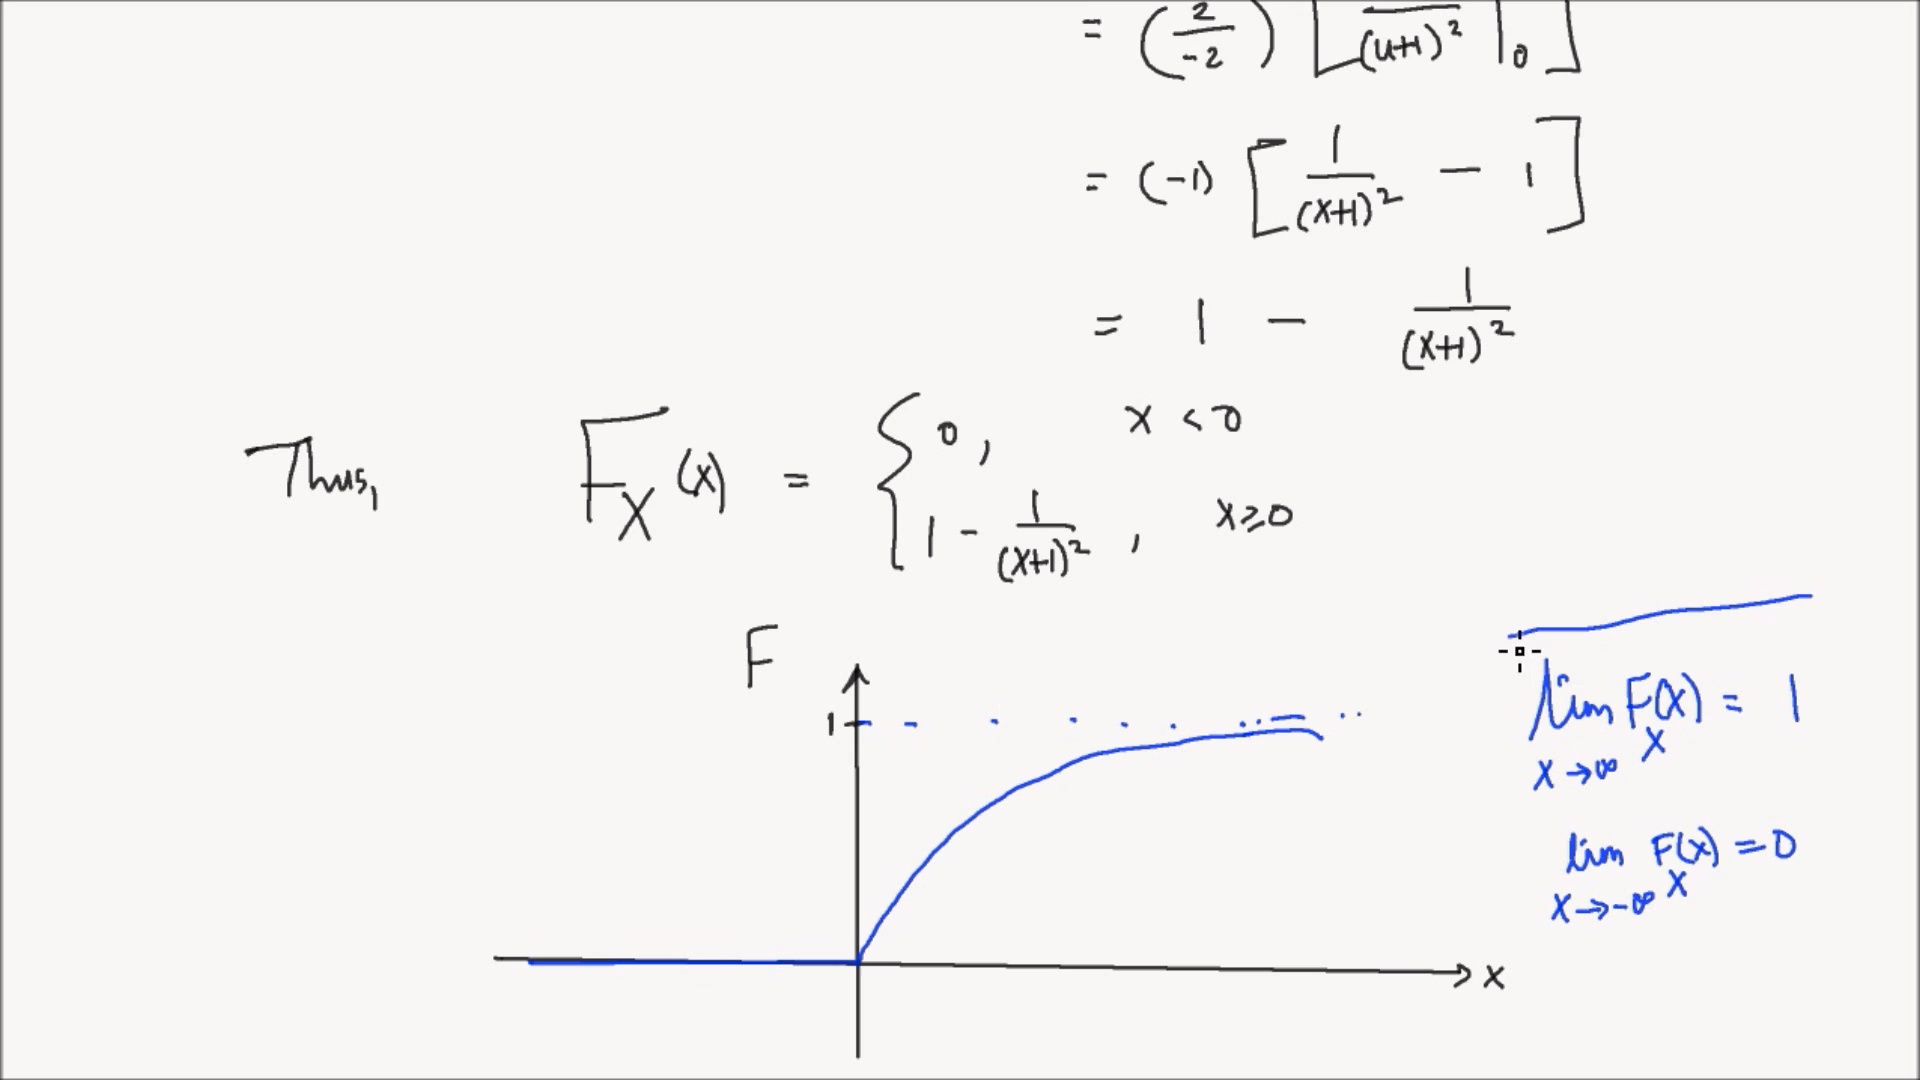 = (2/-2) [1/(u+1)² |₀]
= (-1) [1/(x+1)² - 1]
= 1 - 1/(x+1)²
Thus, F_X(x) = { 0, x < 0
1 - 1/(x+1)², x ≥ 0
F
1
lim F_X(x) = 1
x→∞
lim F_X(x) = 0
x→-∞
x